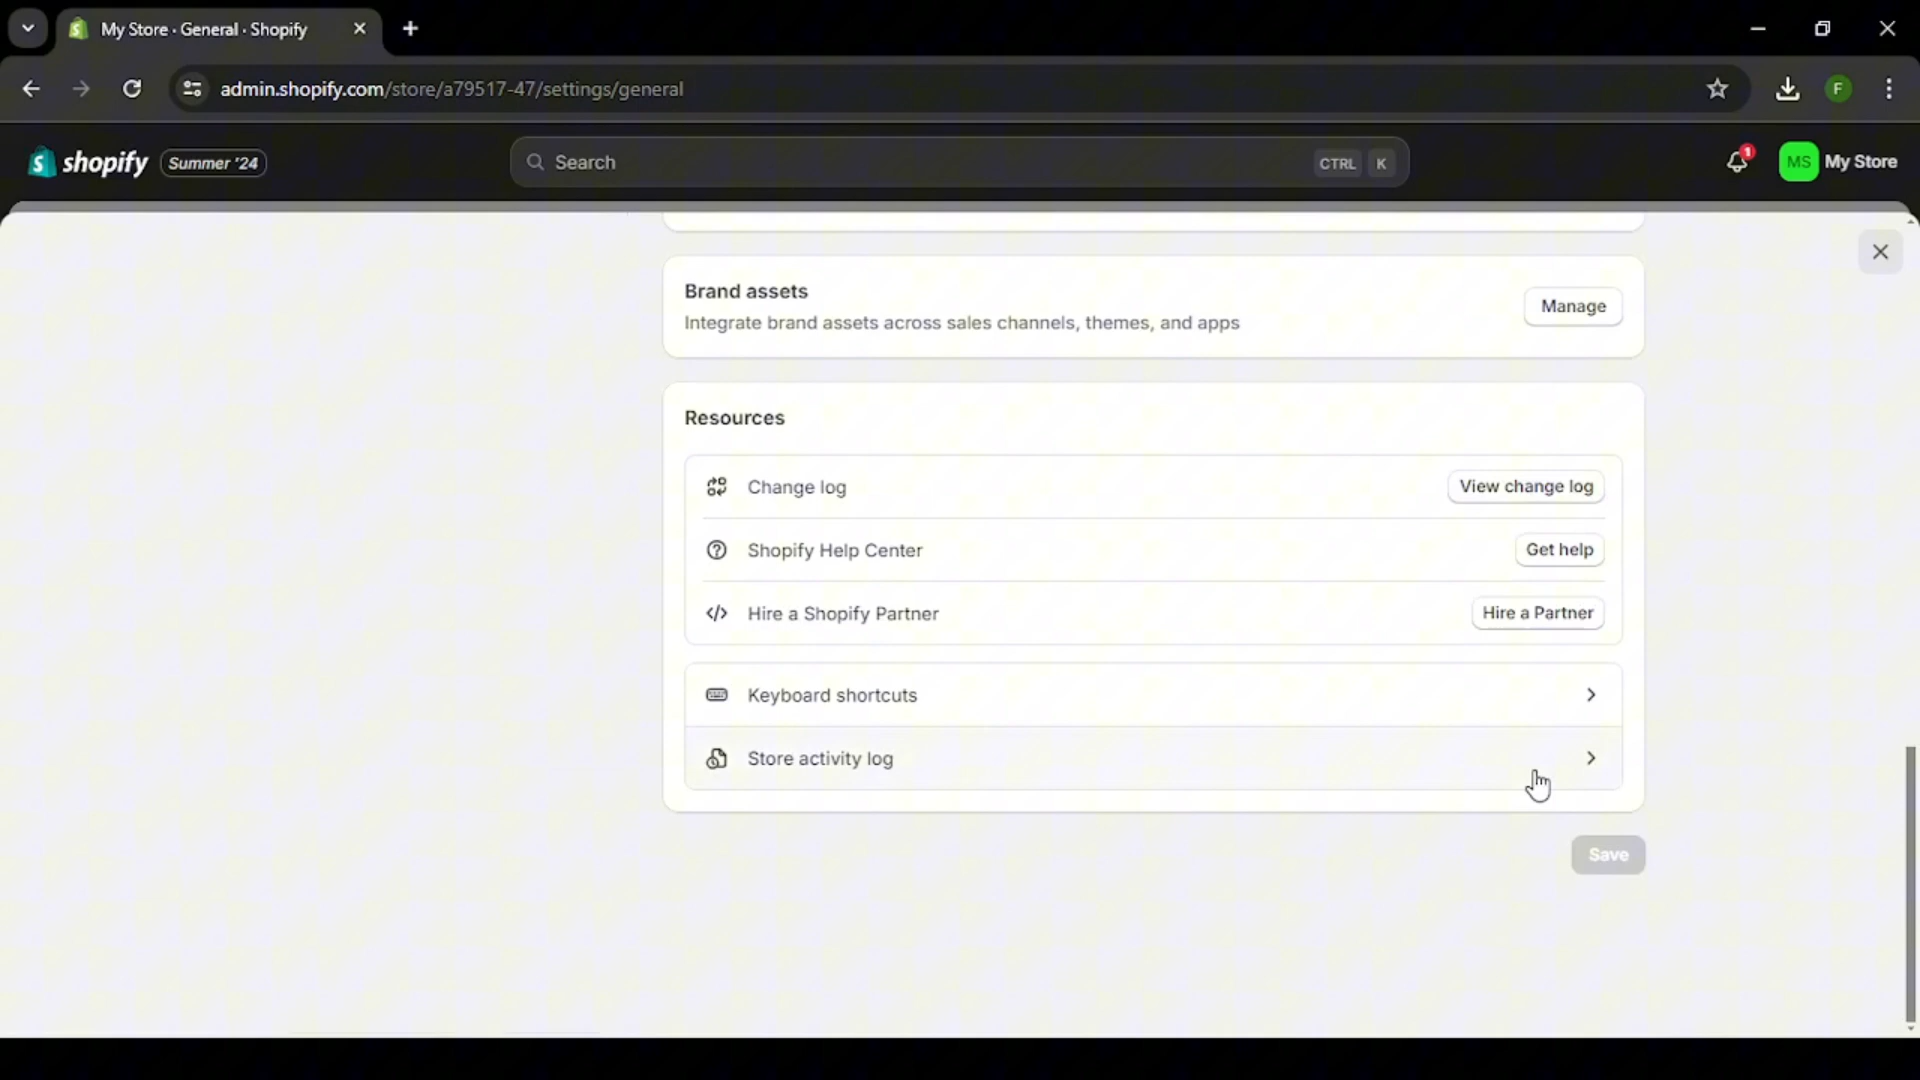 My Store · General · Shopify
admin.shopify.com/store/a79517-47/settings/general
F
shopify Summer '24
Search
CTRL K
1
MS My Store
Brand assets
Integrate brand assets across sales channels, themes, and apps
Manage
Resources
Change log
View change log
Shopify Help Center
Get help
Hire a Shopify Partner
Hire a Partner
Keyboard shortcuts
Store activity log
Save